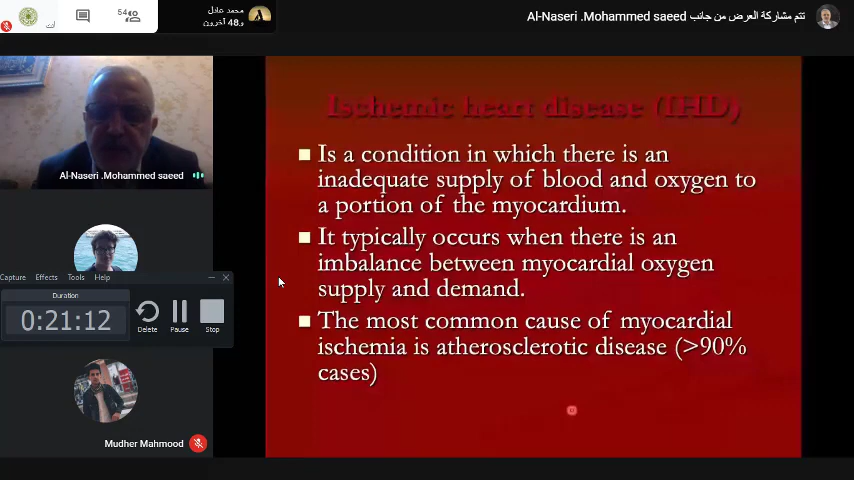 أنت
54
محمد عادل
و48 آخرون
تتم مشاركة العرض من جانب Al-Naseri .Mohammed saeed
Al-Naseri .Mohammed saeed
Capture Effects Tools Help
Duration
0:21:12
Delete Pause Stop
Mudher Mahmood
Ischemic heart disease (IHD)
Is a condition in which there is an
inadequate supply of blood and oxygen to
a portion of the myocardium.
It typically occurs when there is an
imbalance between myocardial oxygen
supply and demand.
The most common cause of myocardial
ischemia is atherosclerotic disease (>90%
cases)